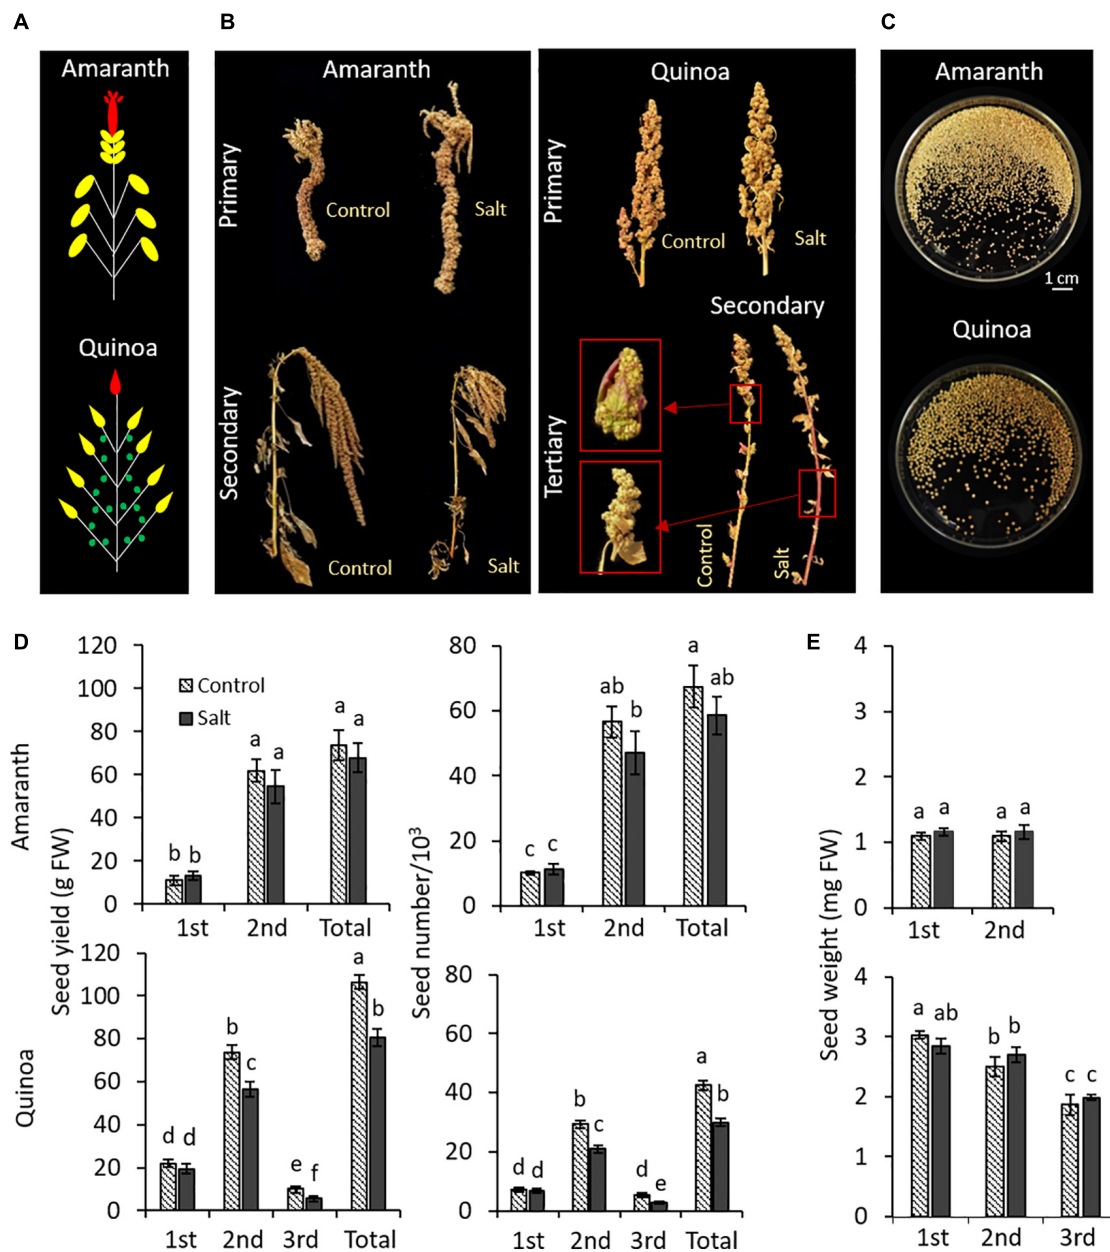 A
B
C
Amaranth
Quinoa
Amaranth
Primary
Control
Salt
Secondary
Control
Salt
Quinoa
Primary
Control
Salt
Secondary
Tertiary
Control
Salt
Amaranth
1 cm
Quinoa
D
Amaranth
Quinoa
Seed yield (g FW)
120
100
80
60
40
20
0
Control
Salt
b b
a a
a a
1st 2nd Total
120
100
80
60
40
20
0
d d
b c
e f
a b
1st 2nd 3rd Total
Seed number/10³
80
60
40
20
0
c c
ab b
a ab
1st 2nd Total
80
60
40
20
0
d d
b c
d e
a b
1st 2nd 3rd Total
E
Seed weight (mg FW)
4
3
2
1
0
a a
a a
1st 2nd
4
3
2
1
0
a ab
b b
c c
1st 2nd 3rd